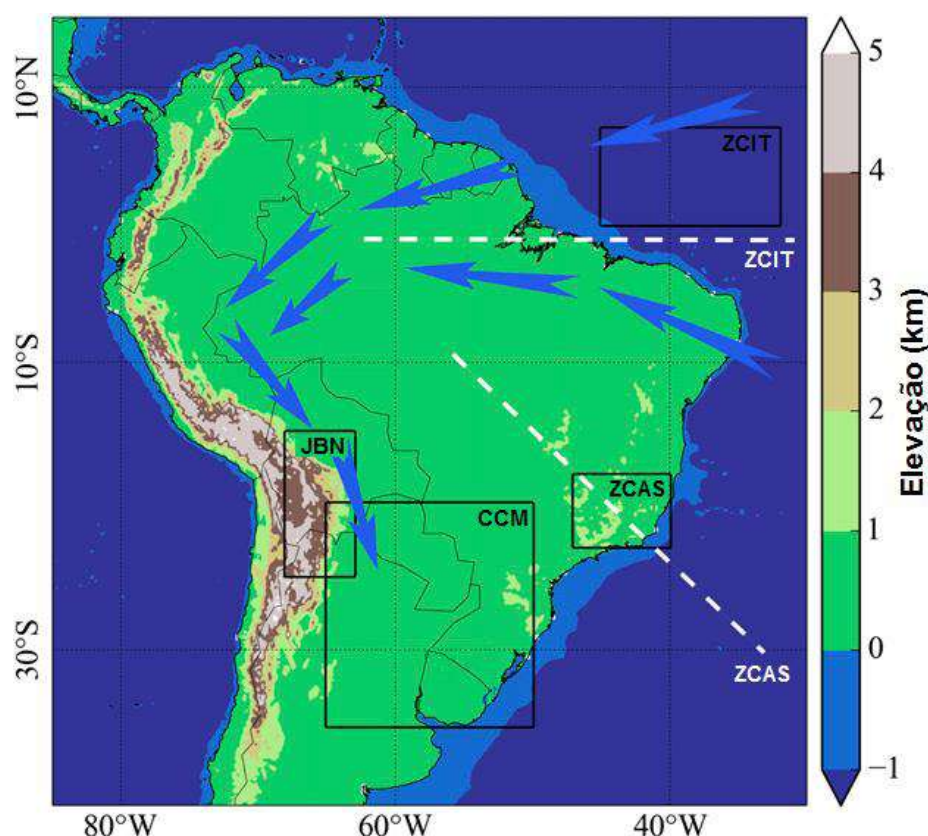 10°N
10°S
30°S
80°W
60°W
40°W
ZCIT
ZCIT
JBN
CCM
ZCAS
ZCAS
5
4
3
2
1
0
−1
Elevação (km)